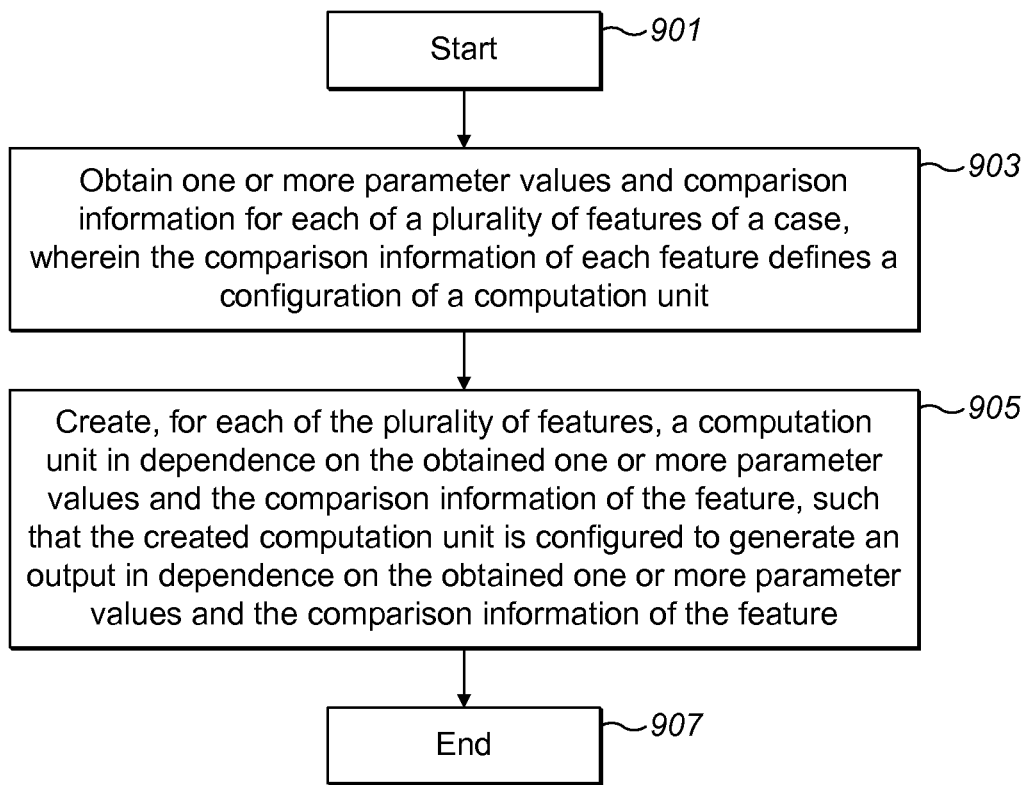 Start
901
Obtain one or more parameter values and comparison
information for each of a plurality of features of a case,
wherein the comparison information of each feature defines a
configuration of a computation unit
903
Create, for each of the plurality of features, a computation
unit in dependence on the obtained one or more parameter
values and the comparison information of the feature, such
that the created computation unit is configured to generate an
output in dependence on the obtained one or more parameter
values and the comparison information of the feature
905
End
907